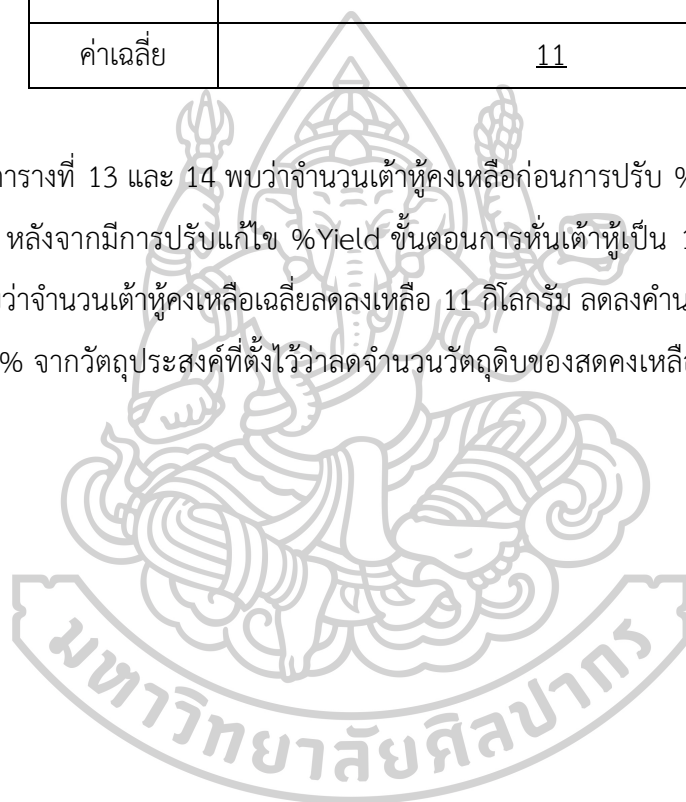 ค่าเฉลี่ย 11
ารางที่ 13 และ 14 พบว่าจำนวนเต้าหู้คงเหลือก่อนการปรับ %
หลังจากมีการปรับแก้ไข %Yield ขั้นตอนการหั่นเต้าหู้เป็น 1
ว่าจำนวนเต้าหู้คงเหลือเฉลี่ยลดลงเหลือ 11 กิโลกรัม ลดลงคำน
% จากวัตถุประสงค์ที่ตั้งไว้ว่าลดจำนวนวัตถุดิบของสดคงเหลือ
มหาวิทยาลัยศิลปากร